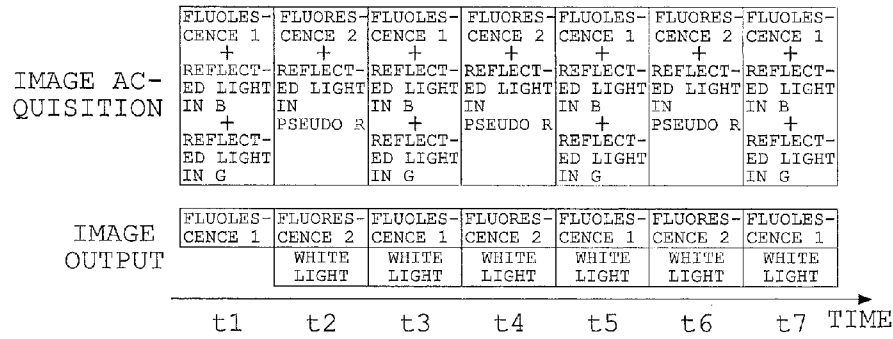 IMAGE AC-
QUISITION
FLUOLES-
CENCE 1
+
REFLECT-
ED LIGHT
IN B
+
REFLECT-
ED LIGHT
IN G
FLUORES-
CENCE 2
+
REFLECT-
ED LIGHT
IN
PSEUDO R
FLUOLES-
CENCE 1
+
REFLECT-
ED LIGHT
IN B
+
REFLECT-
ED LIGHT
IN G
FLUORES-
CENCE 2
+
REFLECT-
ED LIGHT
IN
PSEUDO R
FLUOLES-
CENCE 1
+
REFLECT-
ED LIGHT
IN B
+
REFLECT-
ED LIGHT
IN G
FLUORES-
CENCE 2
+
REFLECT-
ED LIGHT
IN
PSEUDO R
FLUOLES-
CENCE 1
+
REFLECT-
ED LIGHT
IN B
+
REFLECT-
ED LIGHT
IN G
IMAGE
OUTPUT
FLUOLES-
CENCE 1
FLUORES-
CENCE 2
FLUOLES-
CENCE 1
FLUORES-
CENCE 2
FLUOLES-
CENCE 1
FLUORES-
CENCE 2
FLUOLES-
CENCE 1
WHITE
LIGHT
WHITE
LIGHT
WHITE
LIGHT
WHITE
LIGHT
WHITE
LIGHT
WHITE
LIGHT
t1 t2 t3 t4 t5 t6 t7 TIME